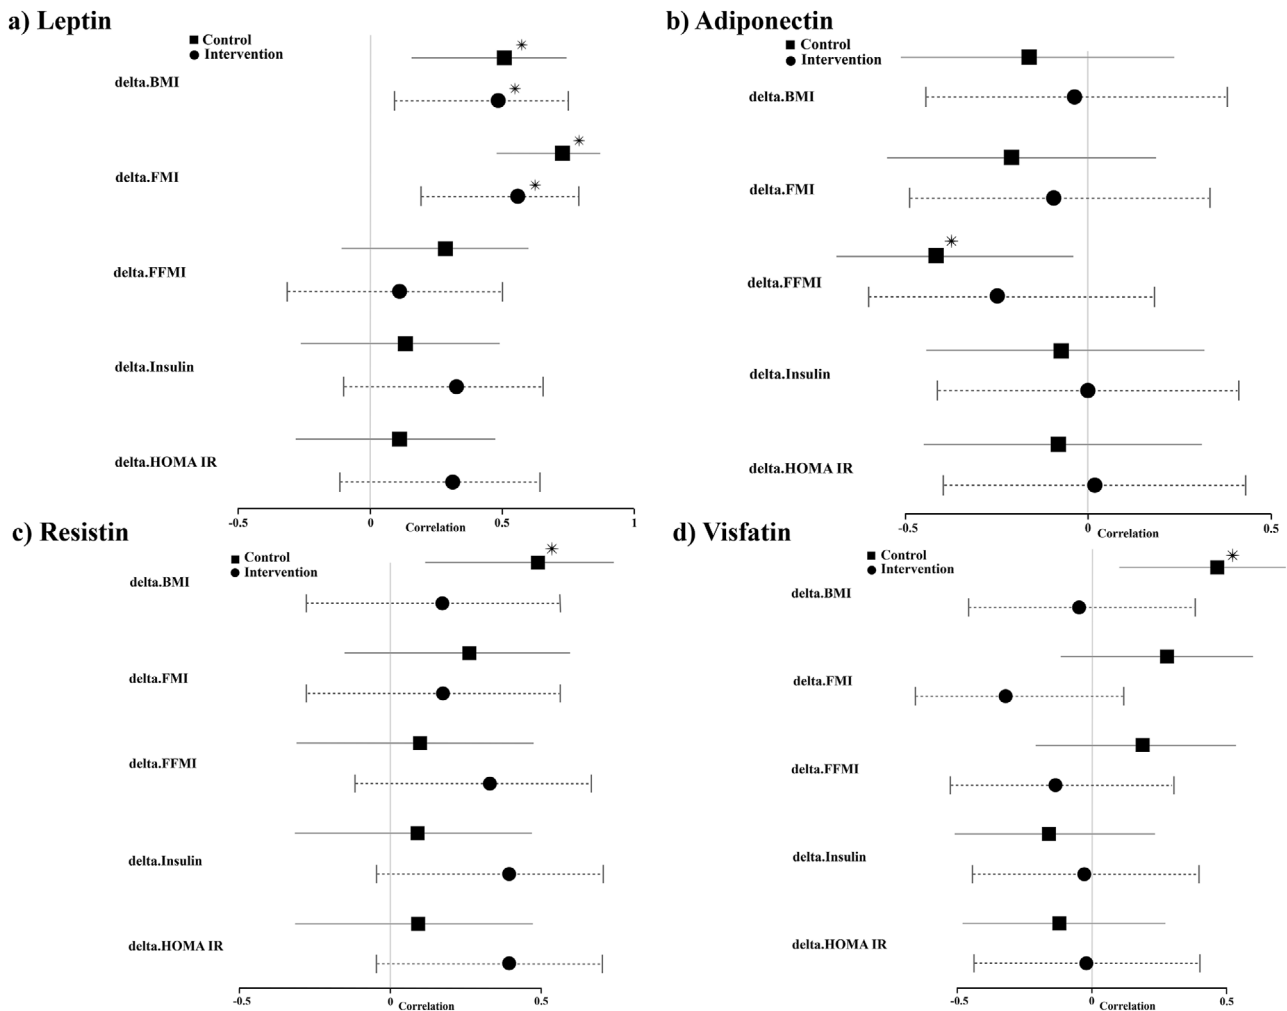 a) Leptin
Control
Intervention
delta.BMI
delta.FMI
delta.FFMI
delta.Insulin
delta.HOMA IR
-0.5 0 0.5 1
Correlation
b) Adiponectin
Control
Intervention
delta.BMI
delta.FMI
delta.FFMI
delta.Insulin
delta.HOMA IR
-0.5 0 0.5
Correlation
c) Resistin
Control
Intervention
delta.BMI
delta.FMI
delta.FFMI
delta.Insulin
delta.HOMA IR
-0.5 0 0.5
Correlation
d) Visfatin
Control
Intervention
delta.BMI
delta.FMI
delta.FFMI
delta.Insulin
delta.HOMA IR
-0.5 0 0.5
Correlation